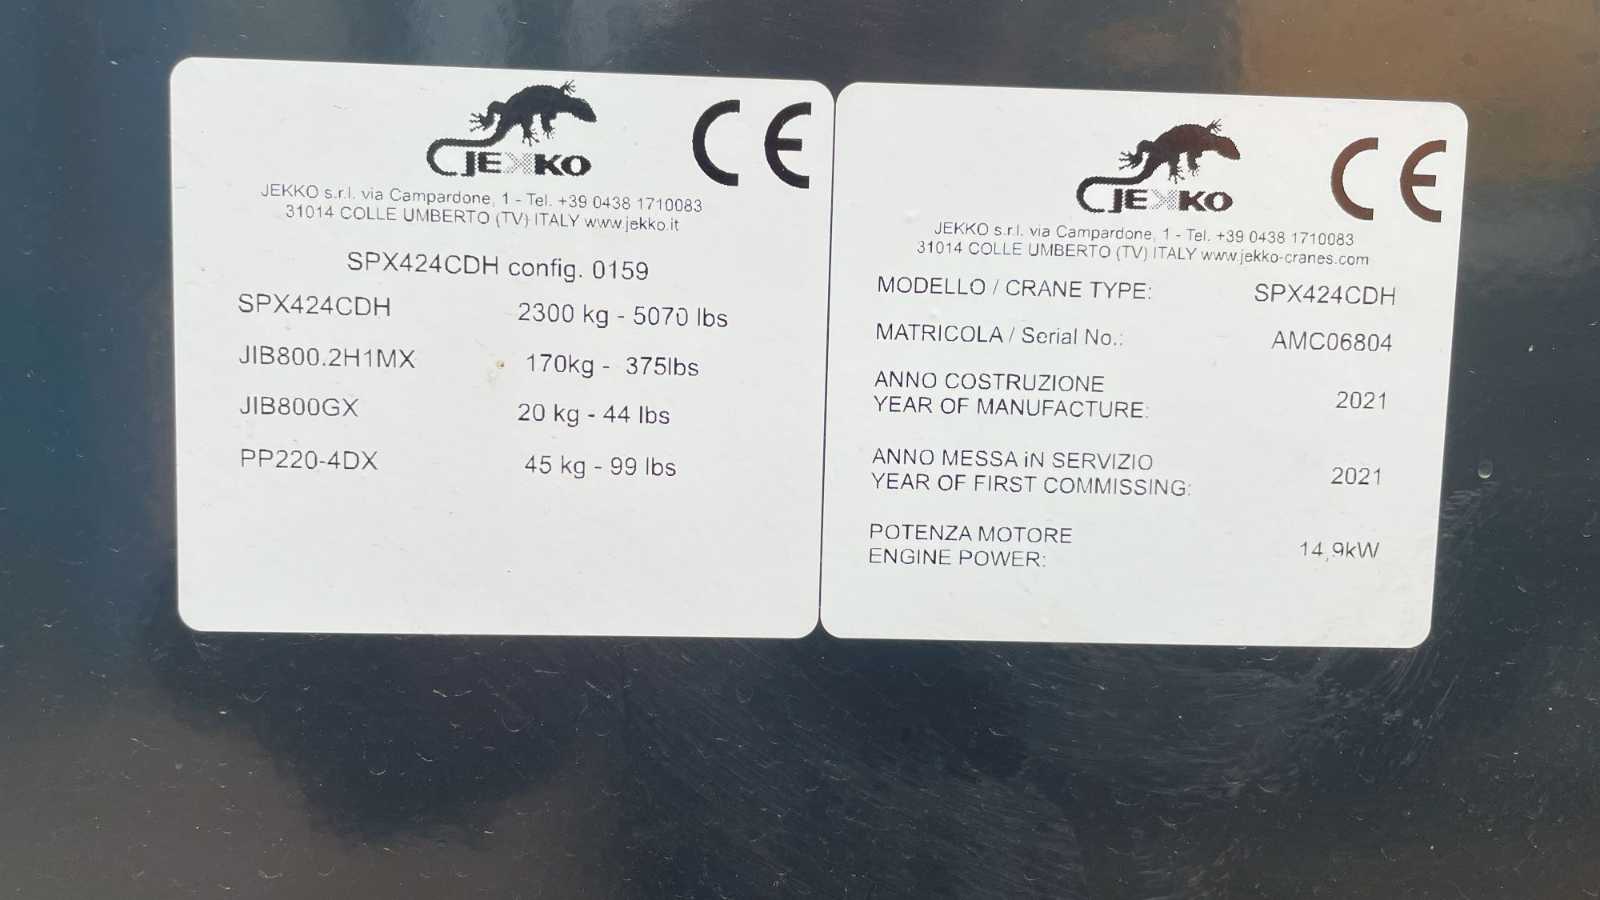 JEKKO
CE
JEKKO s.r.l. via Campardone, 1 - Tel. +39 0438 1710083
31014 COLLE UMBERTO (TV) ITALY www.jekko.it
SPX424CDH config. 0159
SPX424CDH 2300 kg - 5070 lbs
JIB800.2H1MX 170kg - 375lbs
JIB800GX 20 kg - 44 lbs
PP220-4DX 45 kg - 99 lbs
JEKKO
CE
JEKKO s.r.l. via Campardone, 1 - Tel. +39 0438 1710083
31014 COLLE UMBERTO (TV) ITALY www.jekko-cranes.com
MODELLO / CRANE TYPE: SPX424CDH
MATRICOLA / Serial No.: AMC06804
ANNO COSTRUZIONE
YEAR OF MANUFACTURE: 2021
ANNO MESSA iN SERVIZIO
YEAR OF FIRST COMMISSING: 2021
POTENZA MOTORE
ENGINE POWER: 14,9kW